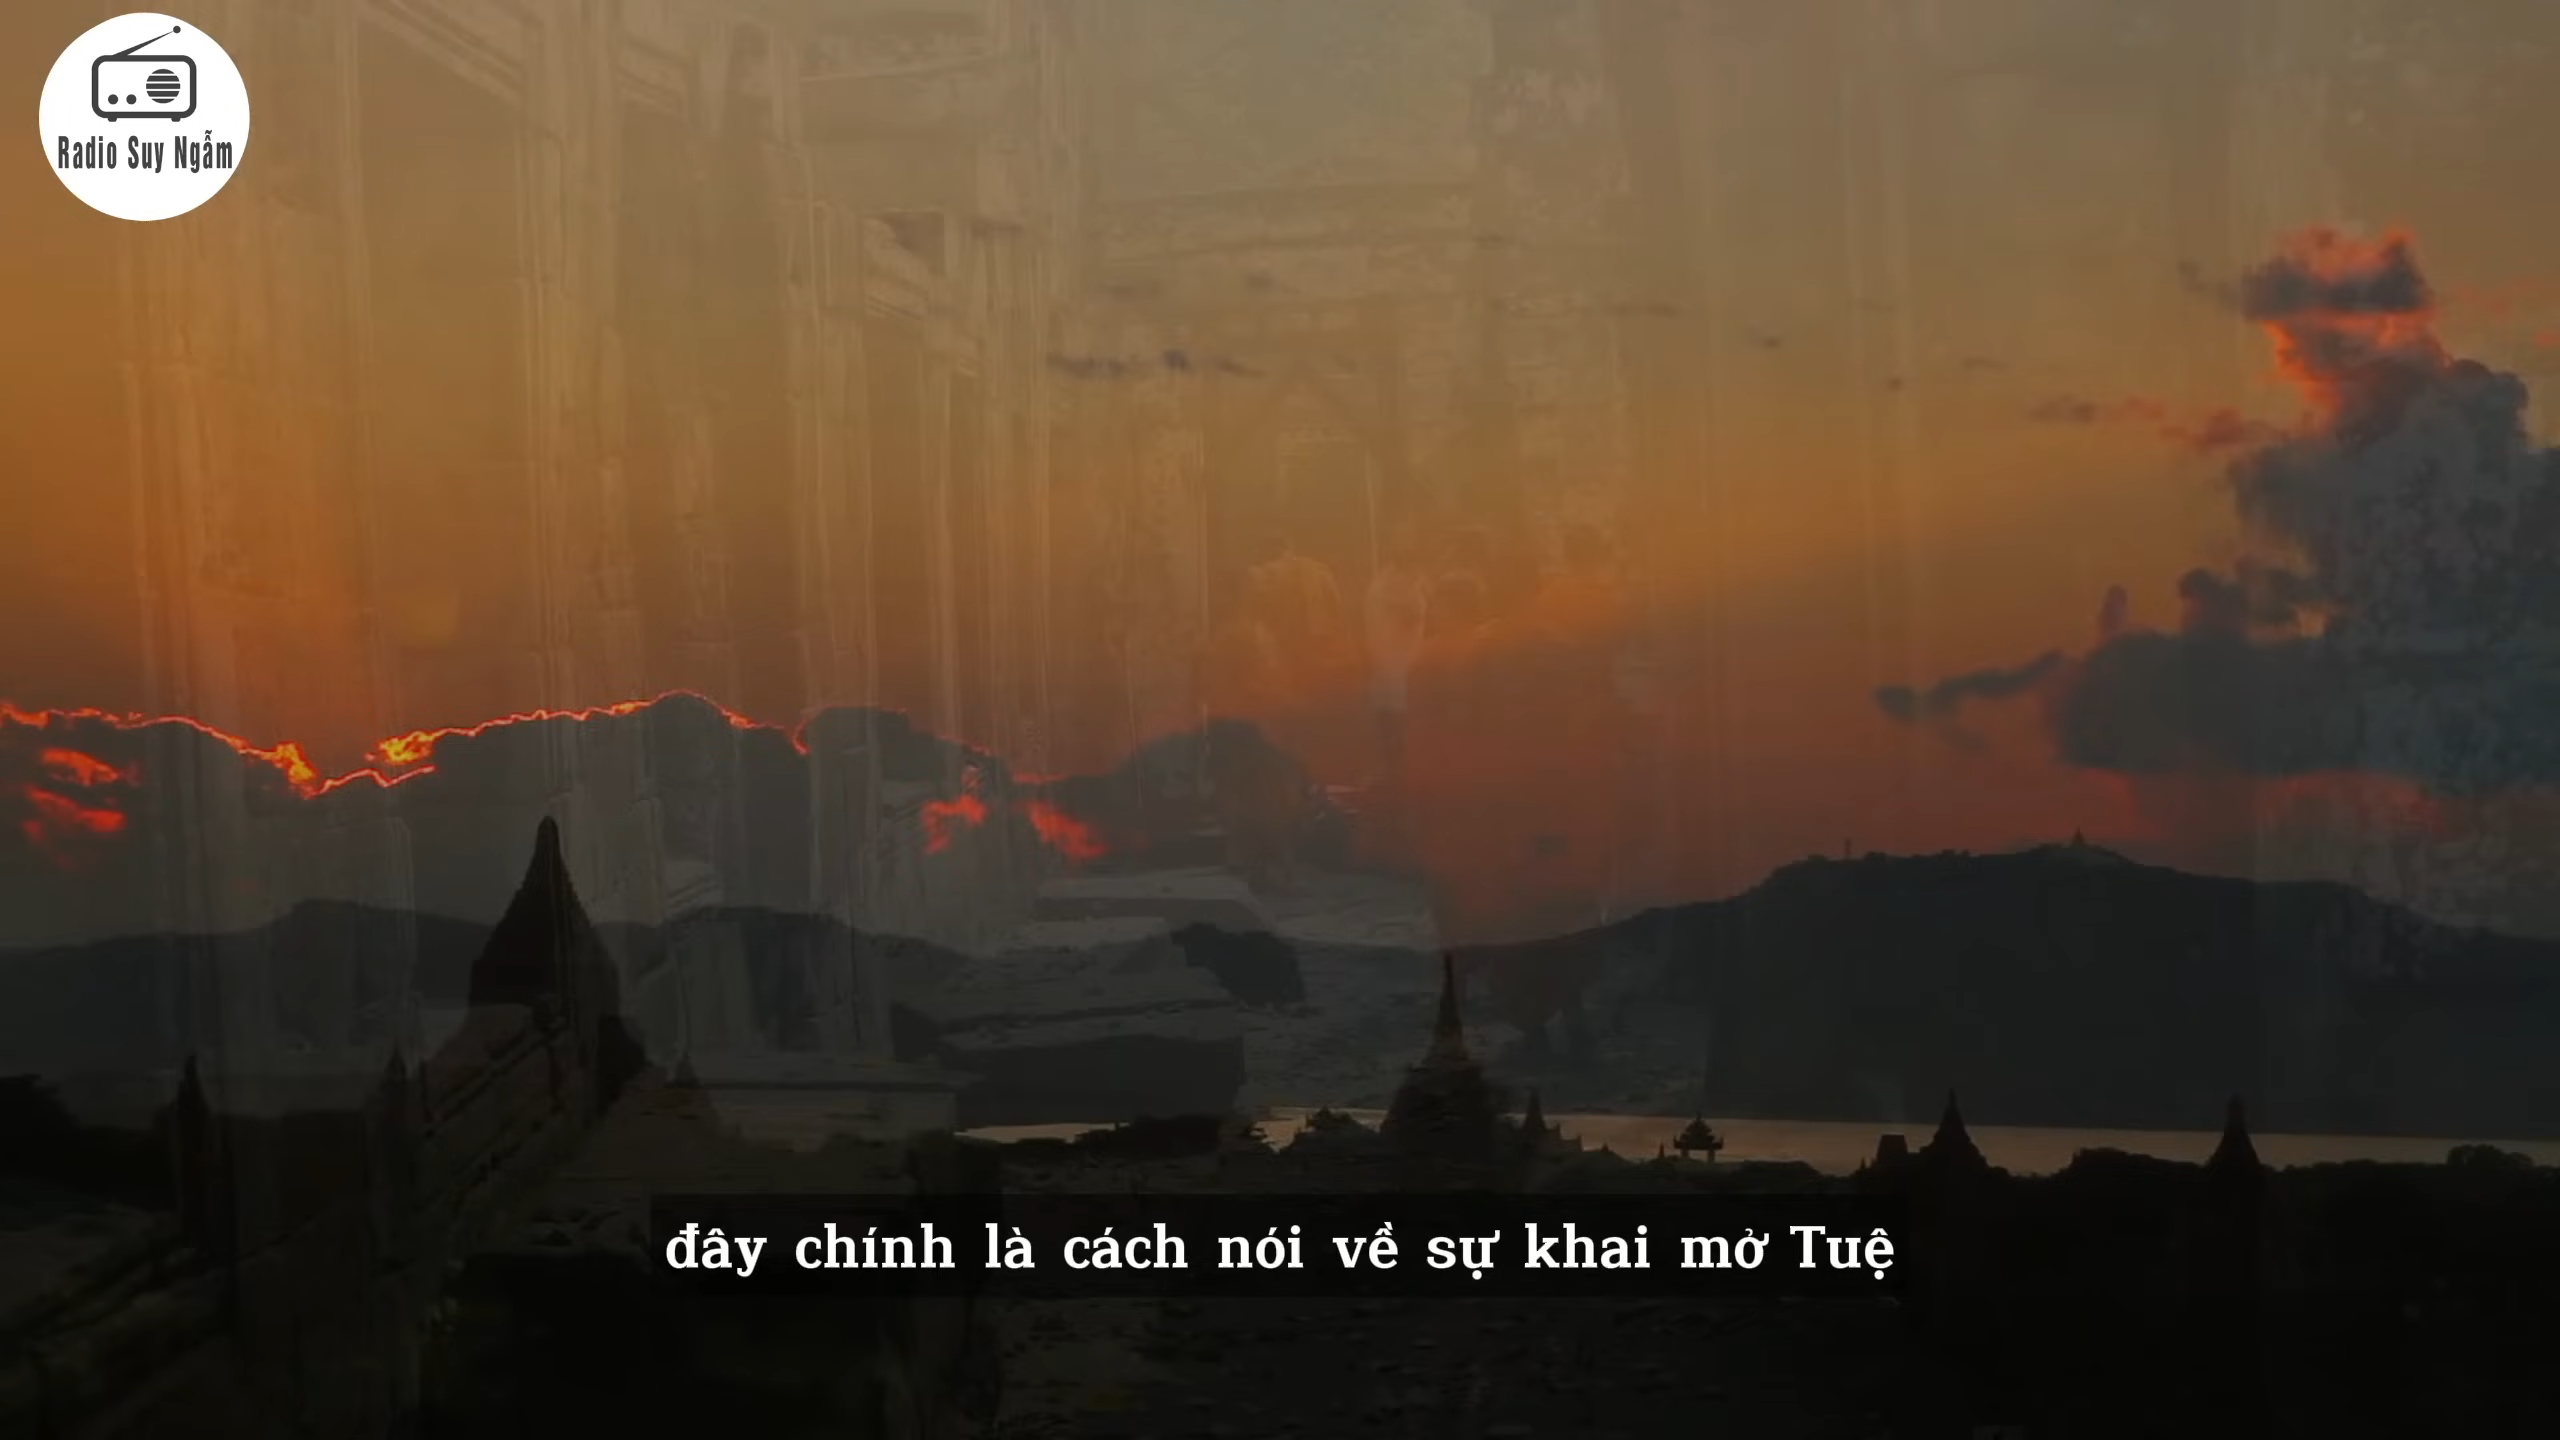 Radio Suy Ngẫm
đây chính là cách nói về sự khai mở Tuệ